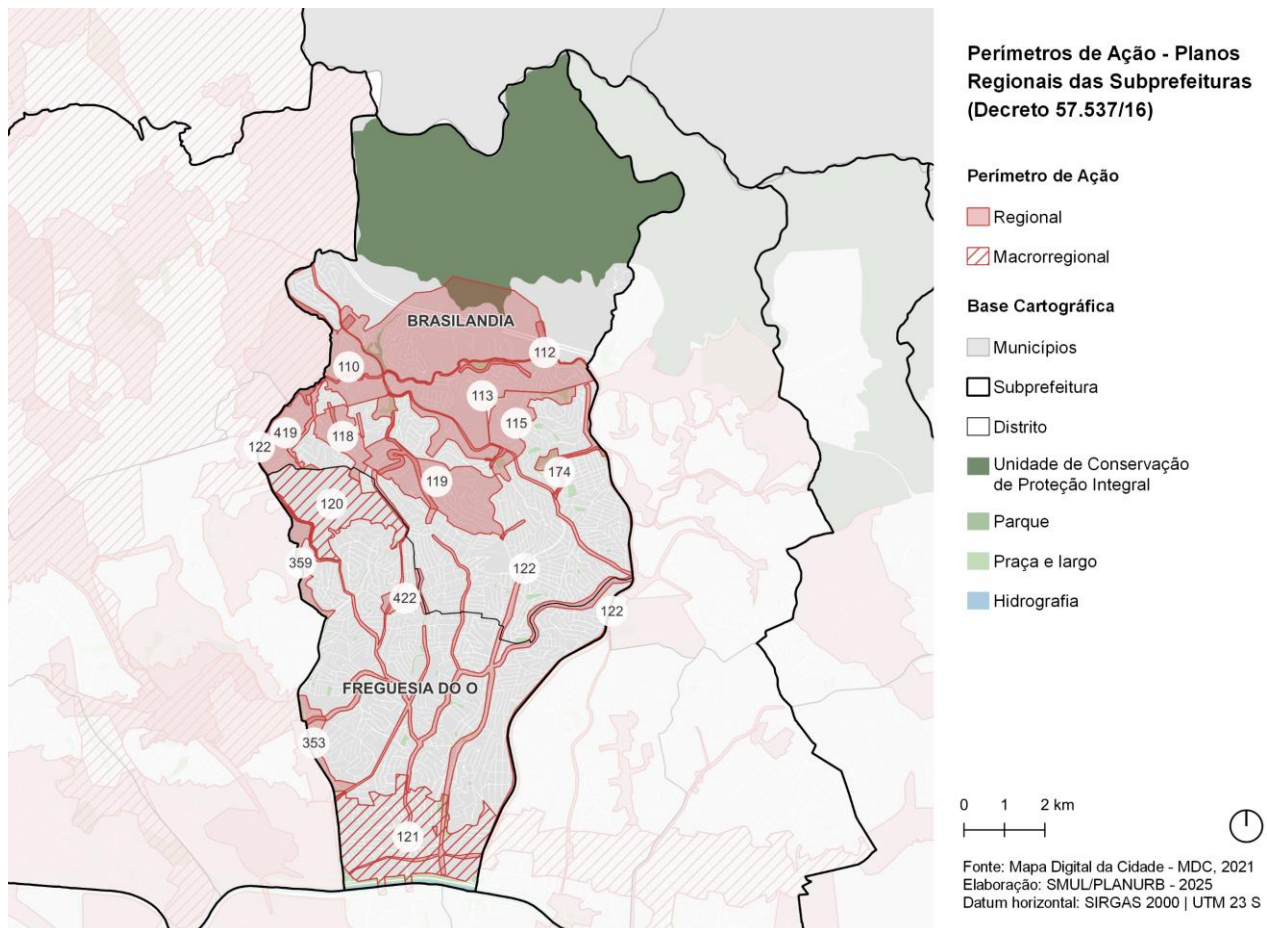 Perímetros de Ação - Planos
Regionais das Subprefeituras
(Decreto 57.537/16)
Perímetro de Ação
Regional
Macrorregional
Base Cartográfica
Municípios
Subprefeitura
Distrito
Unidade de Conservação
de Proteção Integral
Parque
Praça e largo
Hidrografia
BRASILANDIA
112
110
113
115
419
118
122
174
119
120
359
122
422
122
FREGUESIA DO O
353
121
0 1 2 km
Fonte: Mapa Digital da Cidade - MDC, 2021
Elaboração: SMUL/PLANURB - 2025
Datum horizontal: SIRGAS 2000 | UTM 23 S